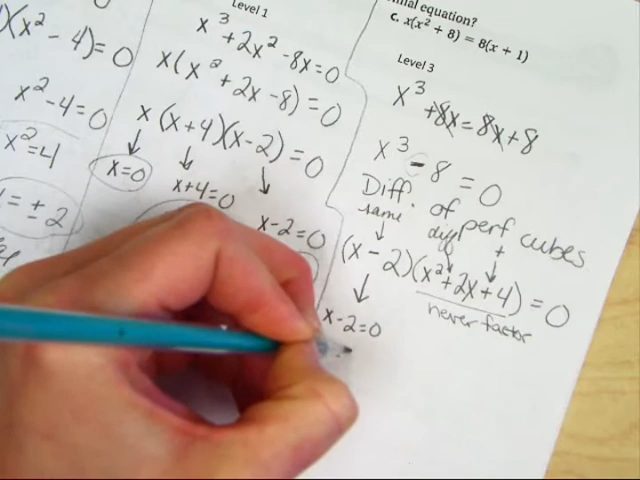 )(x² - 4) = 0
x² - 4 = 0
x² = 4
= ± 2
Level 1
x³ + 2x² - 8x = 0
x(x² + 2x - 8) = 0
x(x + 4)(x - 2) = 0
x = 0
x + 4 = 0
x - 2 = 0
equation?
c. x(x² + 8) = 8(x + 1)
Level 3
x³ + 8x = 8x + 8
x³ - 8 = 0
Diff. of perf cubes
same diff +
(x - 2)(x² + 2x + 4) = 0
never factor
x - 2 = 0